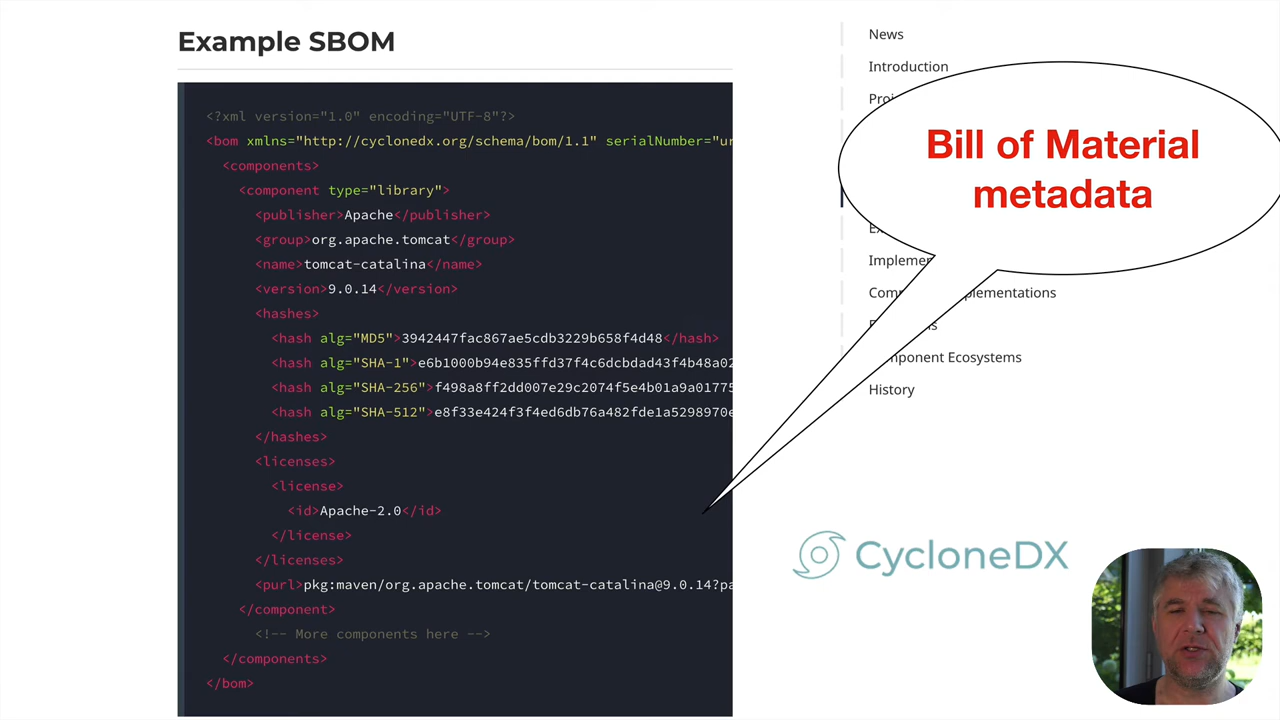 Example SBOM
<?xml version="1.0" encoding="UTF-8"?>
<bom xmlns="http://cyclonedx.org/schema/bom/1.1" serialNumber="ur
<components>
<component type="library">
<publisher>Apache</publisher>
<group>org.apache.tomcat</group>
<name>tomcat-catalina</name>
<version>9.0.14</version>
<hashes>
<hash alg="MD5">3942447fac867ae5cdb3229b658f4d48</hash>
<hash alg="SHA-1">e6b1000b94e835ffd37f4c6dcbdad43f4b48a02
<hash alg="SHA-256">f498a8ff2dd007e29c2074f5e4b01a9a01775
<hash alg="SHA-512">e8f33e424f3f4ed6db76a482fde1a5298970e
</hashes>
<licenses>
<license>
<id>Apache-2.0</id>
</license>
</licenses>
<purl>pkg:maven/org.apache.tomcat/tomcat-catalina@9.0.14?pa
</component>
<!-- More components here -->
</components>
</bom>
News
Introduction
Bill of Material
metadata
Component Ecosystems
History
CycloneDX